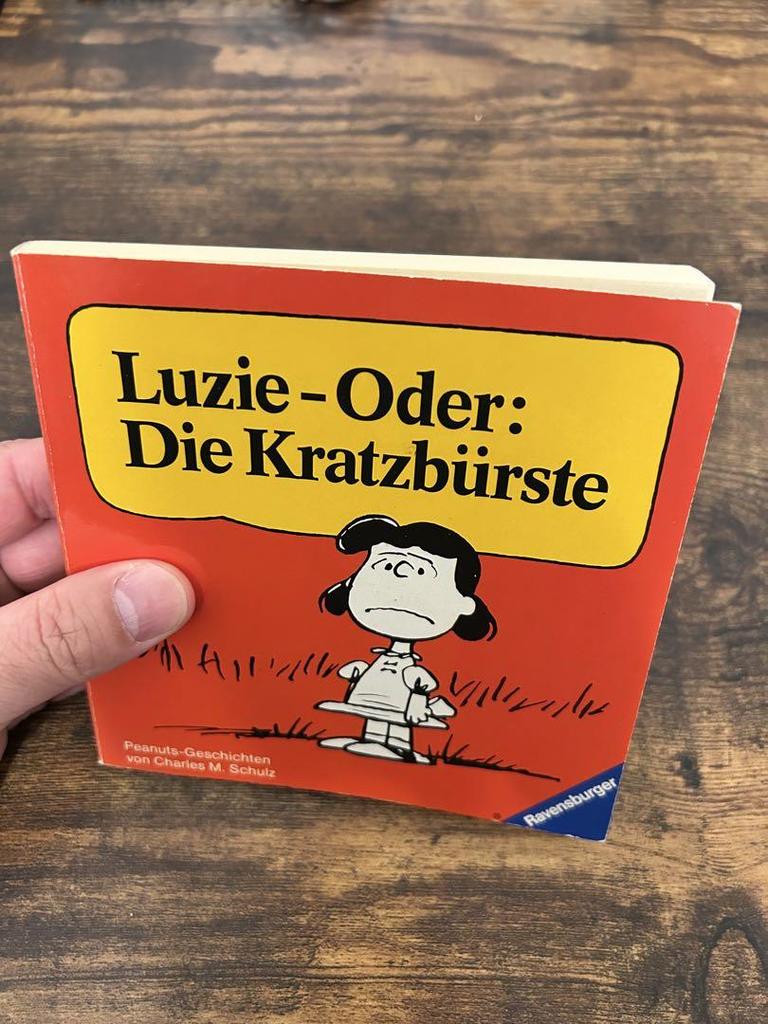 Luzie - Oder:
Die Kratzbürste
Peanuts-Geschichten
von Charles M. Schulz
Ravensburger